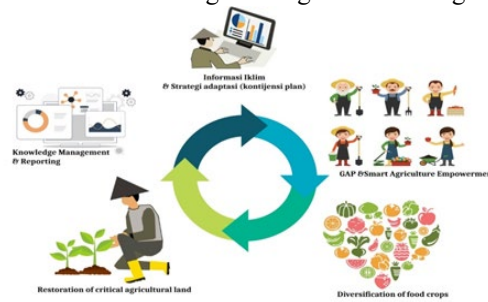 Informasi Iklim
& Strategi adaptasi (kontijensi plan)
Knowledge Management
& Reporting
GAP &Smart Agriculture Empowermen
Restoration of critical agricultural land
Diversification of food crops